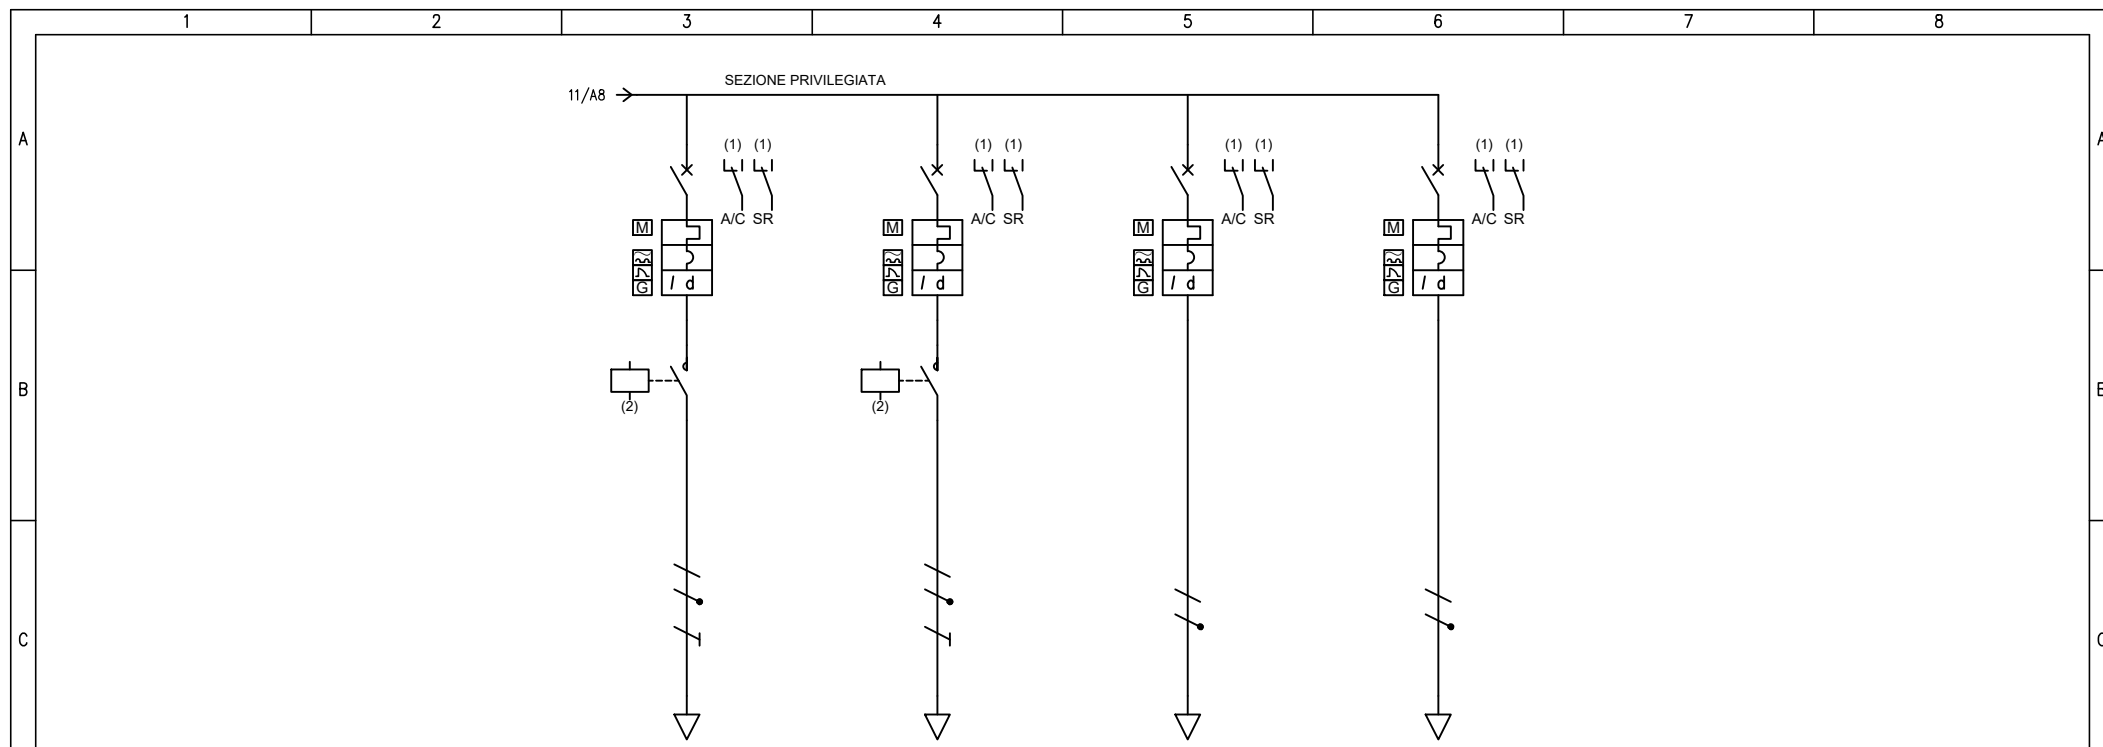 1 2 3 4 5 6 7 8
SEZIONE PRIVILEGIATA
11/A8
A A
(1) (1) (1) (1) (1) (1) (1) (1)
A/C SR A/C SR A/C SR A/C SR
M M M M
I d I d I d I d
G G G G
B B
(2) (2)
C C